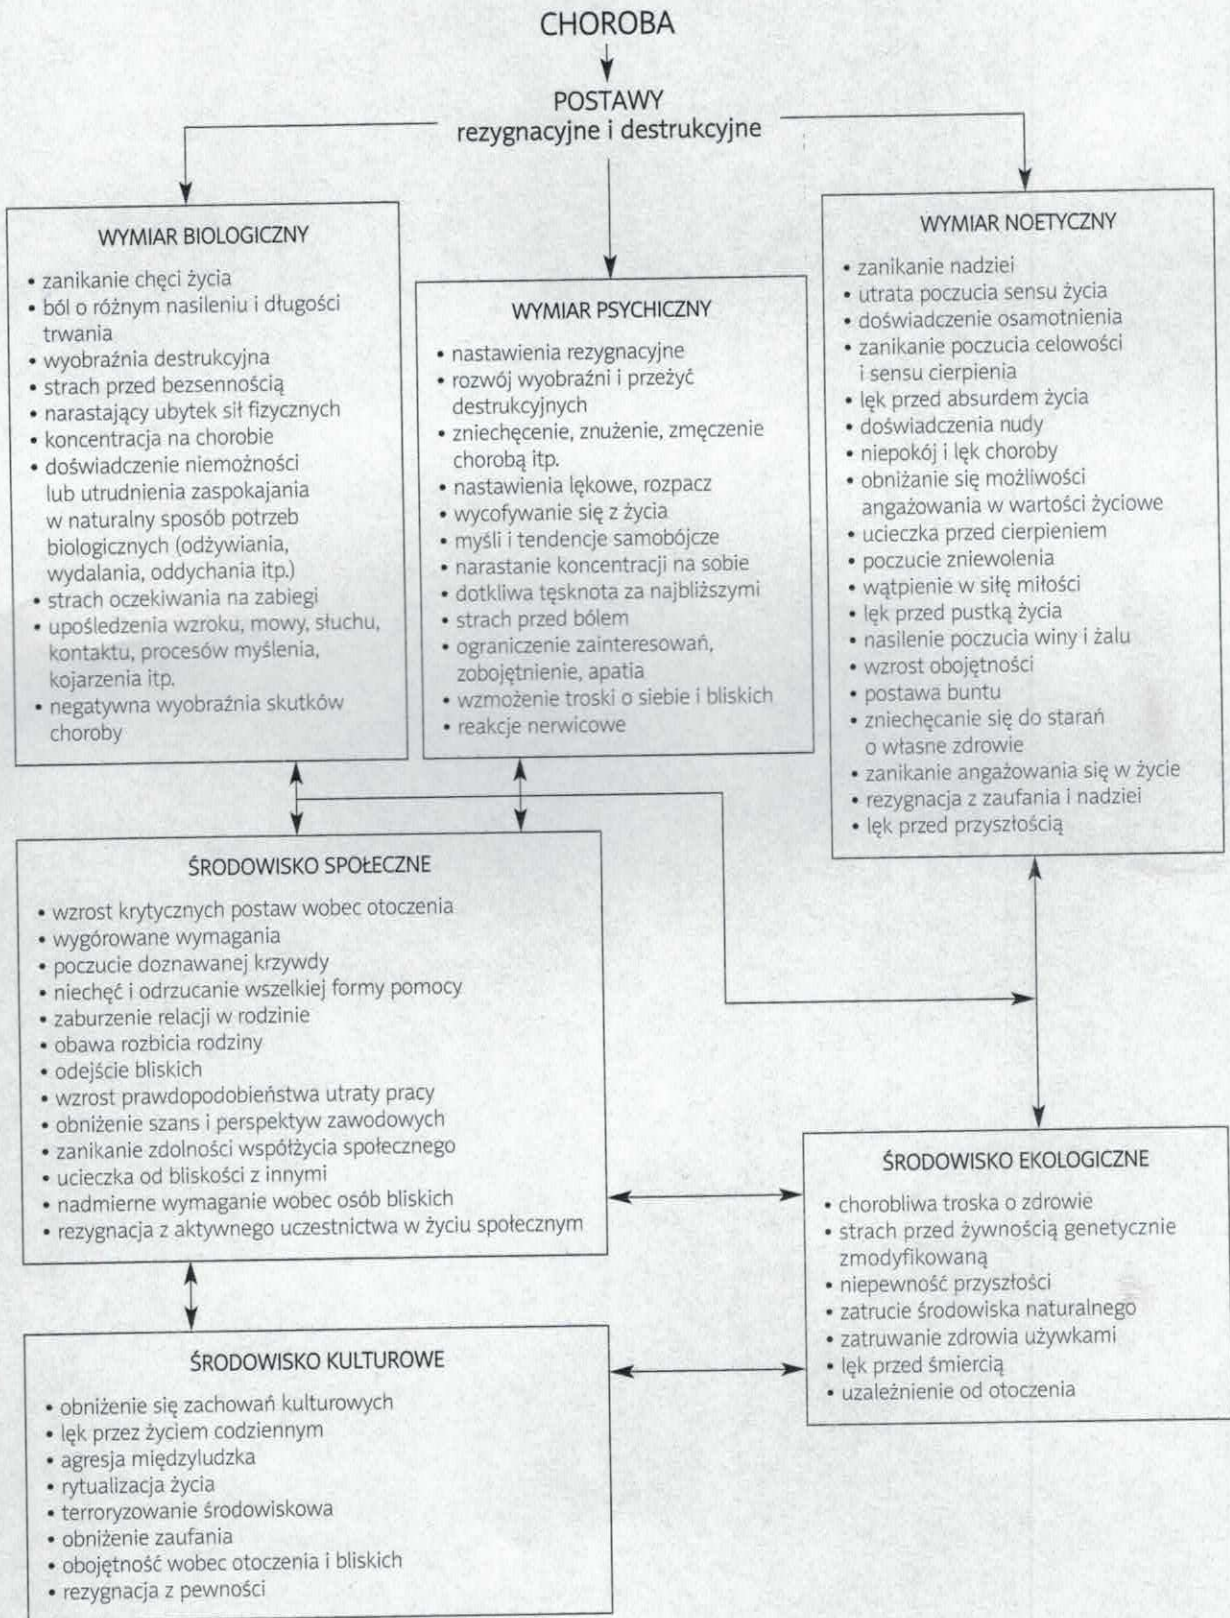 CHOROBA
POSTAWY
rezygnacyjne i destrukcyjne
WYMIAR BIOLOGICZNY
• zanikanie chęci życia
• ból o różnym nasileniu i długości
trwania
• wyobraźnia destrukcyjna
• strach przed bezsennością
• narastający ubytek sił fizycznych
• koncentracja na chorobie
• doświadczenie niemożności
lub utrudnienia zaspokajania
w naturalny sposób potrzeb
biologicznych (odżywiania,
wydalania, oddychania itp.)
• strach oczekiwania na zabiegi
• upośledzenia wzroku, mowy, słuchu,
kontaktu, procesów myślenia,
kojarzenia itp.
• negatywna wyobraźnia skutków
choroby
WYMIAR PSYCHICZNY
• nastawienia rezygnacyjne
• rozwój wyobraźni i przeżyć
destrukcyjnych
• zniechęcenie, znużenie, zmęczenie
chorobą itp.
• nastawienia lękowe, rozpacz
• wycofywanie się z życia
• myśli i tendencje samobójcze
• narastanie koncentracji na sobie
• dotkliwa tęsknota za najbliższymi
• strach przed bólem
• ograniczenie zainteresowań,
zobojętnienie, apatia
• wzmożenie troski o siebie i bliskich
• reakcje nerwicowe
WYMIAR NOETYCZNY
• zanikanie nadziei
• utrata poczucia sensu życia
• doświadczenie osamotnienia
• zanikanie poczucia celowości
i sensu cierpienia
• lęk przed absurdem życia
• doświadczenia nudy
• niepokój i lęk choroby
• obniżanie się możliwości
angażowania w wartości życiowe
• ucieczka przed cierpieniem
• poczucie zniewolenia
• wątpienie w siłę miłości
• lęk przed pustką życia
• nasilenie poczucia winy i żalu
• wzrost obojętności
• postawa buntu
• zniechęcanie się do starań
o własne zdrowie
• zanikanie angażowania się w życie
• rezygnacja z zaufania i nadziei
• lęk przed przyszłością
ŚRODOWISKO SPOŁECZNE
• wzrost krytycznych postaw wobec otoczenia
• wygórowane wymagania
• poczucie doznawanej krzywdy
• niechęć i odrzucanie wszelkiej formy pomocy
• zaburzenie relacji w rodzinie
• obawa rozbicia rodziny
• odejście bliskich
• wzrost prawdopodobieństwa utraty pracy
• obniżenie szans i perspektyw zawodowych
• zanikanie zdolności współżycia społecznego
• ucieczka od bliskości z innymi
• nadmierne wymaganie wobec osób bliskich
• rezygnacja z aktywnego uczestnictwa w życiu społecznym
ŚRODOWISKO EKOLOGICZNE
• chorobliwa troska o zdrowie
• strach przed żywnością genetycznie
zmodyfikowaną
• niepewność przyszłości
• zatrucie środowiska naturalnego
• zatruwanie zdrowia używkami
• lęk przed śmiercią
• uzależnienie od otoczenia
ŚRODOWISKO KULTUROWE
• obniżenie się zachowań kulturowych
• lęk przez życiem codziennym
• agresja międzyludzka
• rytualizacja życia
• terroryzowanie środowiskowa
• obniżenie zaufania
• obojętność wobec otoczenia i bliskich
• rezygnacja z pewności